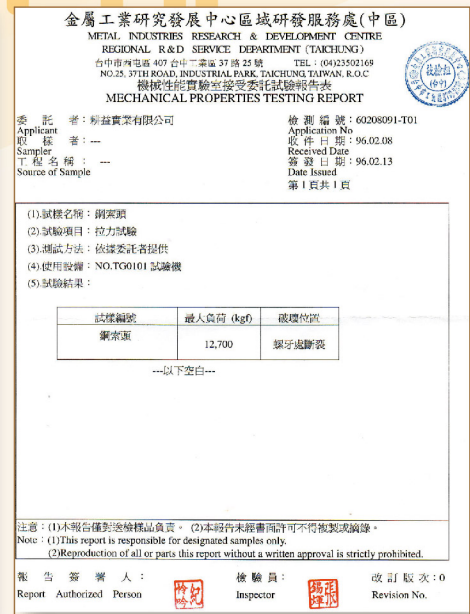 金屬工業研究發展中心區域研發服務處(中區)
METAL INDUSTRIES RESEARCH & DEVELOPMENT CENTRE
REGIONAL R&D SERVICE DEPARTMENT (TAICHUNG)
台中市西屯區 407 台中工業區 37 路 25 號 TEL：(04)23502169
NO.25, 37TH ROAD, INDUSTRIAL PARK, TAICHUNG, TAIWAN, R.O.C
機械性能實驗室接受委託試驗報告表
MECHANICAL PROPERTIES TESTING REPORT
委託者：頫益實業有限公司 檢測編號：60208091-T01
Applicant Application No
取樣者：--- 收件日期：96.02.08
Sampler Received Date
工程名稱：--- 簽發日期：96.02.13
Source of Sample Date Issued
第1頁共1頁
(1).試樣名稱：鋼索頭
(2).試驗項目：拉力試驗
(3).測試方法：依據委託者提供
(4).使用設備：NO.TG0101 試驗機
(5).試驗結果：
試樣編號 最大負荷 (kgf) 破壞位置
鋼索頭 12,700 螺牙處斷裂
---以下空白---
注意：(1)本報告僅對送檢樣品負責。 (2)本報告未經書面許可不得複製或摘錄。
Note：(1)This report is responsible for designated samples only.
(2)Reproduction of all or parts this report without a written approval is strictly prohibited.
報告簽署人： 檢驗員： 改訂版次：0
Report Authorized Person Inspector Revision No.